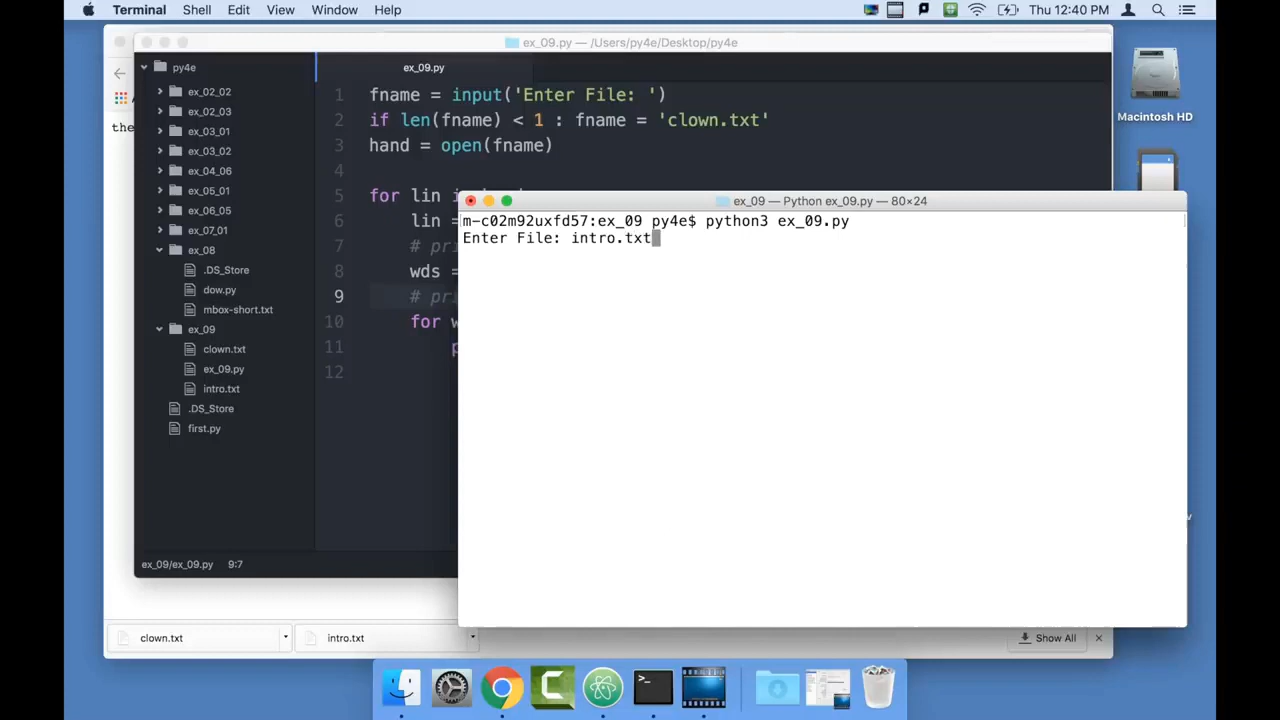 Terminal Shell Edit View Window Help Thu 12:40 PM
ex_09.py — /Users/py4e/Desktop/py4e
py4e
ex_02_02
ex_02_03
ex_03_01
ex_03_02
ex_04_06
ex_05_01
ex_06_05
ex_07_01
ex_08
.DS_Store
dow.py
mbox-short.txt
ex_09
clown.txt
ex_09.py
intro.txt
.DS_Store
first.py
ex_09.py
1 fname = input('Enter File: ')
2 if len(fname) < 1 : fname = 'clown.txt'
3 hand = open(fname)
4
5 for lin
6 lin =
7 # pri
8 wds =
9 # pri
10 for w
11 p
12
ex_09/ex_09.py 9:7
the
ex_09 — Python ex_09.py — 80×24
m-c02m92uxfd57:ex_09 py4e$ python3 ex_09.py
Enter File: intro.txt
Macintosh HD
clown.txt
intro.txt
Show All